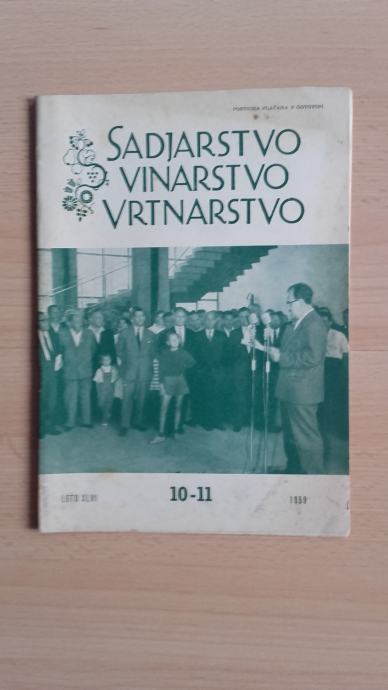 POŠTNINA PLAČANA V GOTOVINI
SADJARSTVO
VINARSTVO
VRTNARSTVO
LETO XLVI
10-11
1959